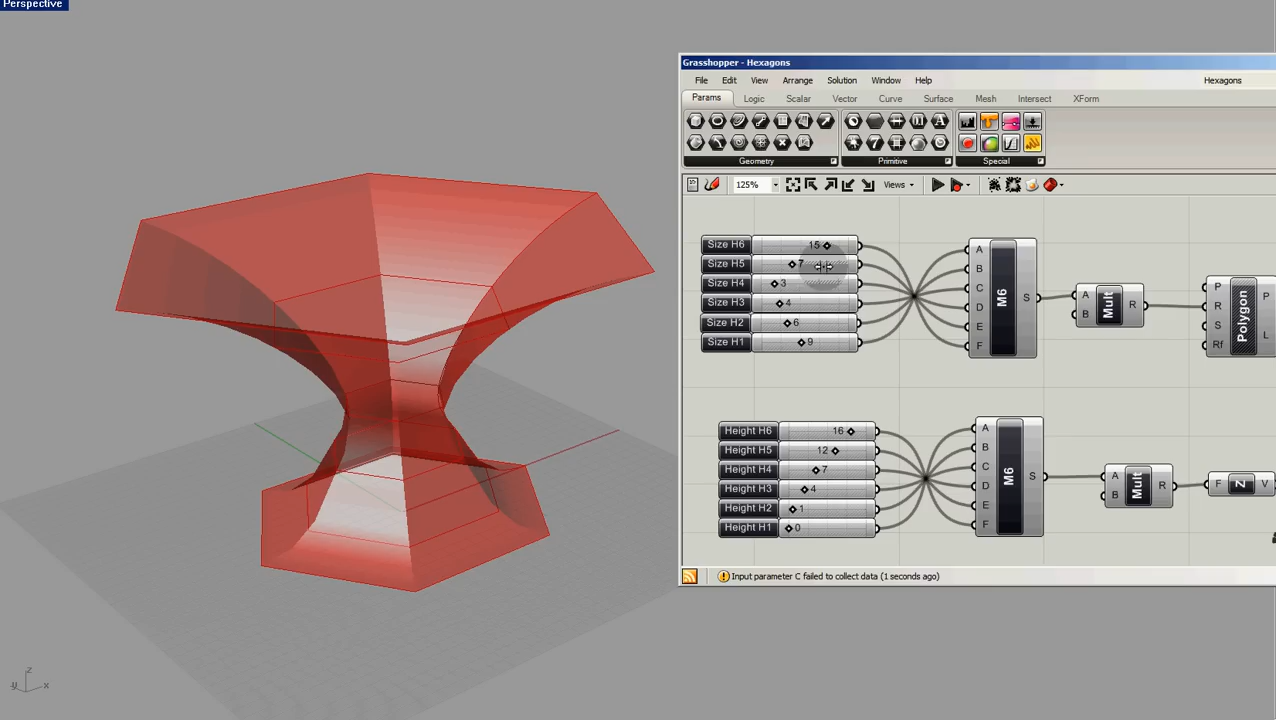 Perspective
Grasshopper - Hexagons
File Edit View Arrange Solution Window Help Hexagons
Params Logic Scalar Vector Curve Surface Mesh Intersect XForm
Geometry Primitive Special
125% Views
Size H6 15
Size H5 7
Size H4 3
Size H3 4
Size H2 6
Size H1 9
A B C D E F M6 S
A B Mult R
P R S Rf Polygon P L
Height H6 16
Height H5 12
Height H4 7
Height H3 4
Height H2 1
Height H1 0
A B C D E F M6 S
A B Mult R
F Z V
Input parameter C failed to collect data (1 seconds ago)
z
y x